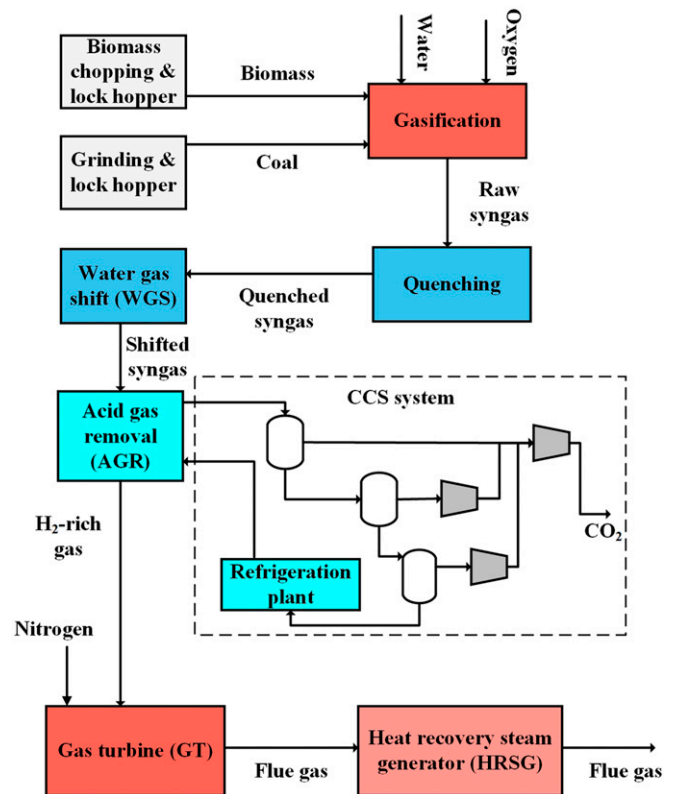 Biomass
chopping &
lock hopper
Biomass
Water
Oxygen
Gasification
Grinding &
lock hopper
Coal
Raw
syngas
Water gas
shift (WGS)
Quenched
syngas
Quenching
Shifted
syngas
Acid gas
removal
(AGR)
CCS system
CO₂
H₂-rich
gas
Refrigeration
plant
Nitrogen
Gas turbine (GT)
Flue gas
Heat recovery steam
generator (HRSG)
Flue gas